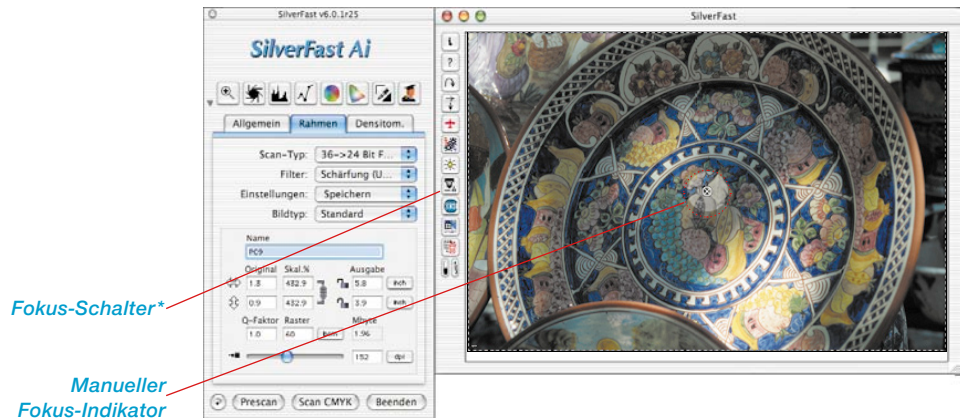 SilverFast v6.0.1r25
SilverFast Ai
Allgemein Rahmen Densitom.
Scan-Typ: 36->24 Bit F...
Filter: Schärfung (U...
Einstellungen: Speichern
Bildtyp: Standard
Name
PC9
Original Skal.% Ausgabe
1.3 432.9 5.8 inch
0.9 432.9 3.9 inch
Q-Faktor Raster Mbyte
1.0 60 1.96
152 dpi
Prescan Scan CMYK Beenden
SilverFast
i
?
Fokus-Schalter*
Manueller
Fokus-Indikator